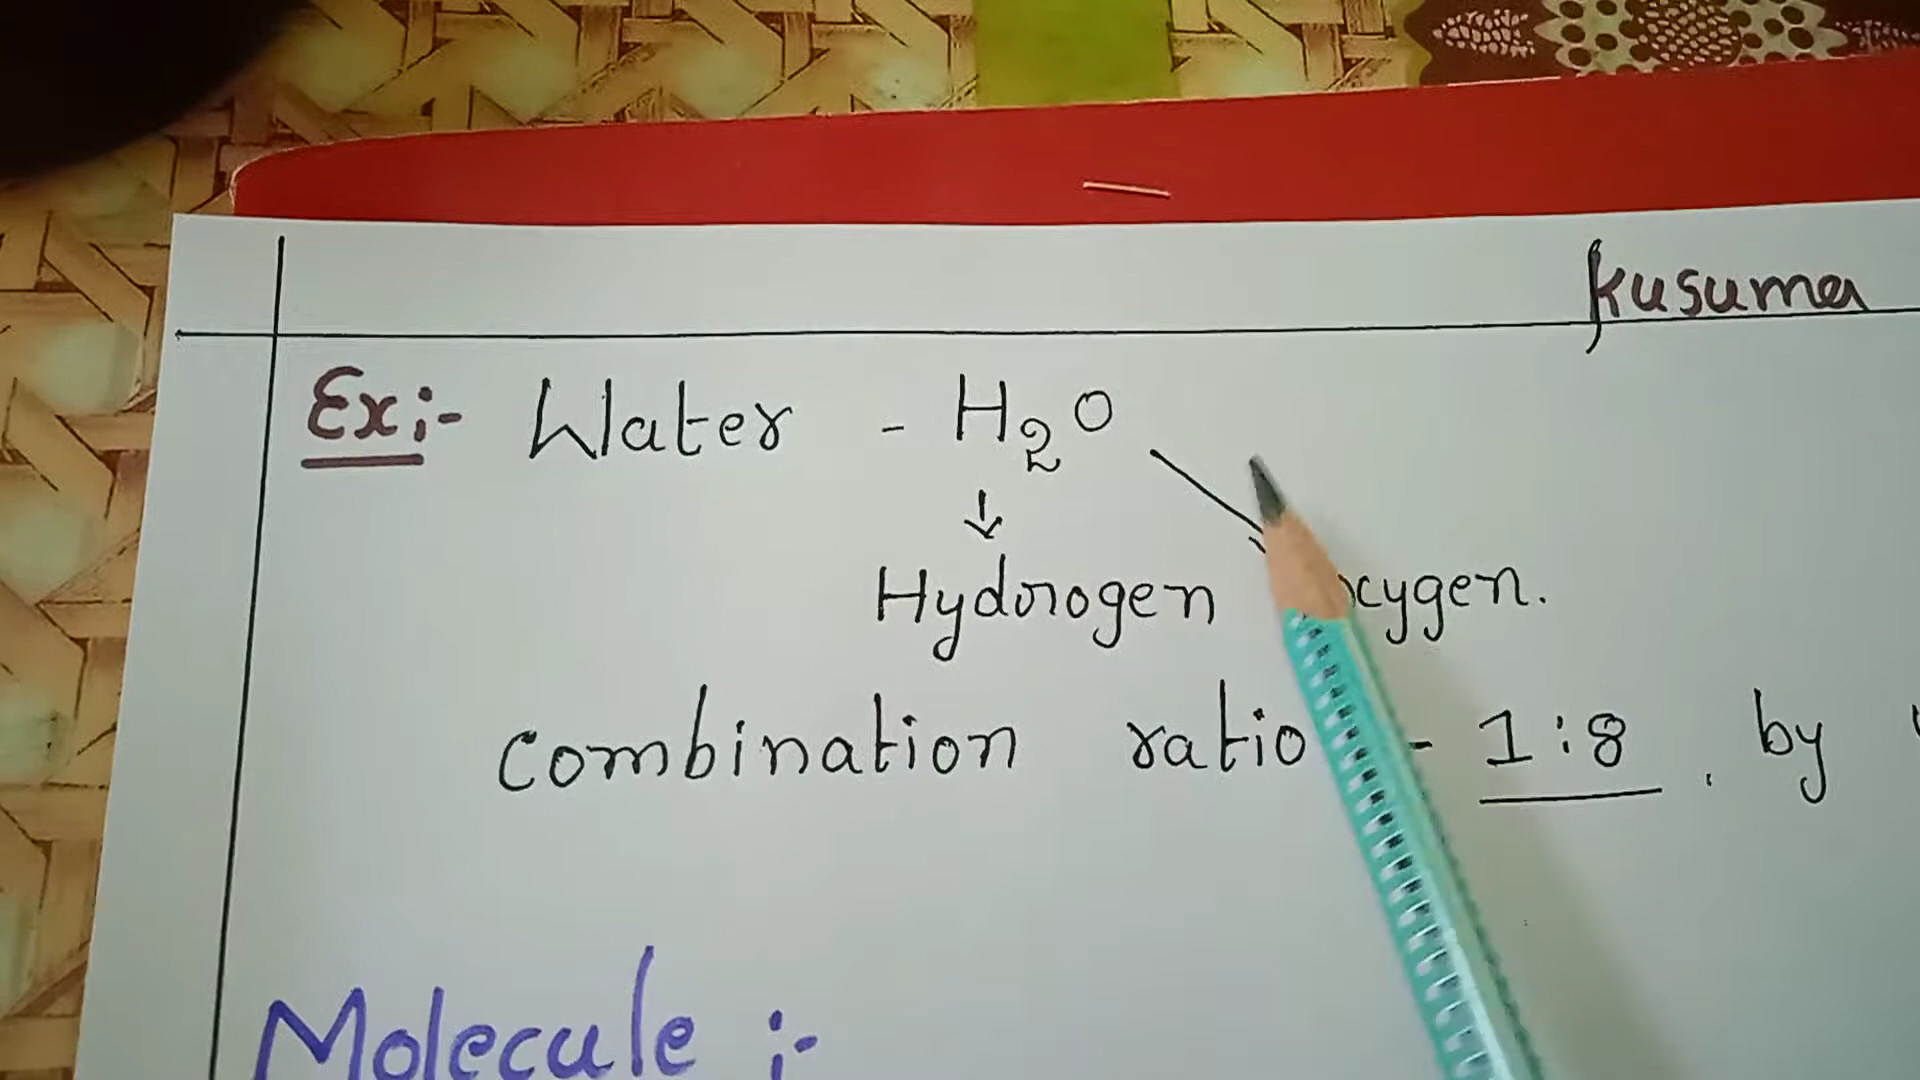 kusuma
Ex:- Water - H₂O
↓
Hydrogen
combination ratio - 1:8. by
Molecule :-